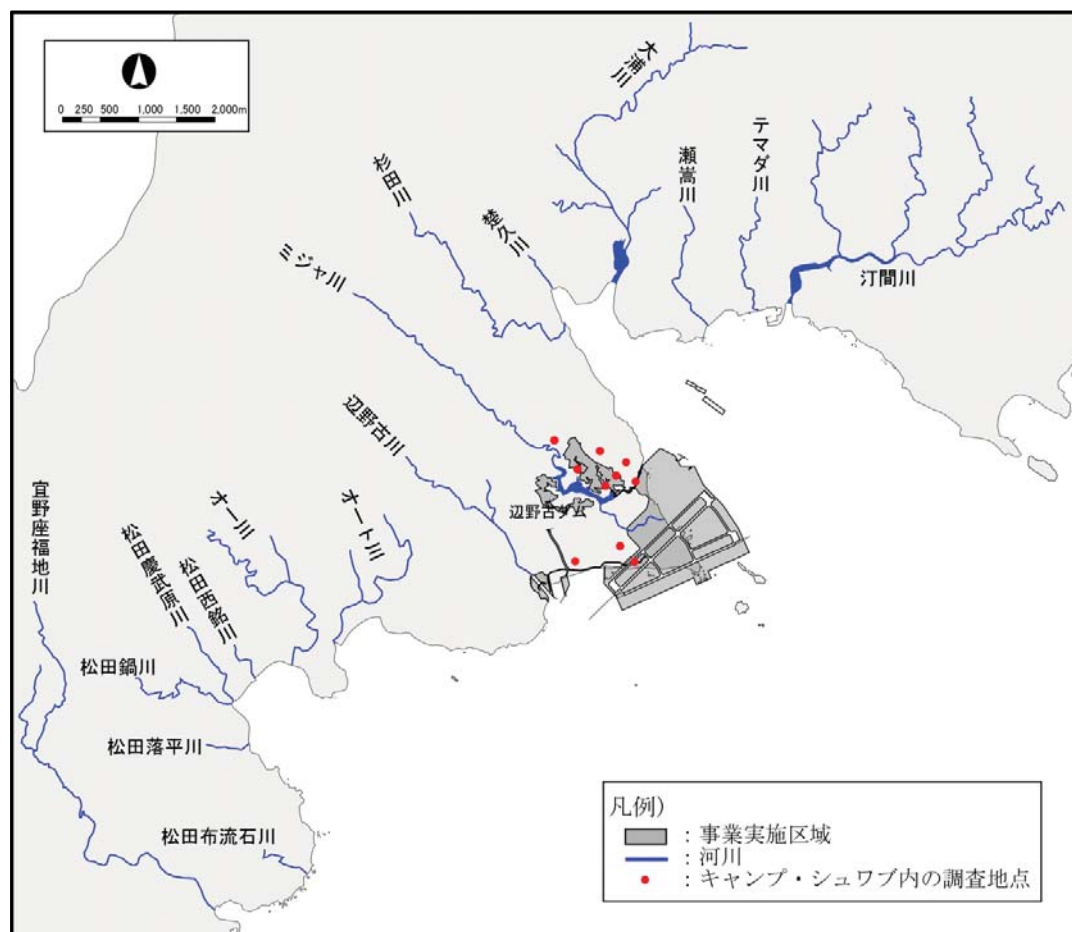 0 250 500 1,000 1,500 2,000m
大浦川
テマダ川
瀬嵩川
杉田川
楚久川
ミジャ川
汀間川
辺野古川
辺野古ダム
宜野座福地川
オー川
オート川
松田慶武原川
松田西銘川
松田鍋川
松田落平川
松田布流石川
凡例)
：事業実施区域
：河川
：キャンプ・シュワブ内の調査地点